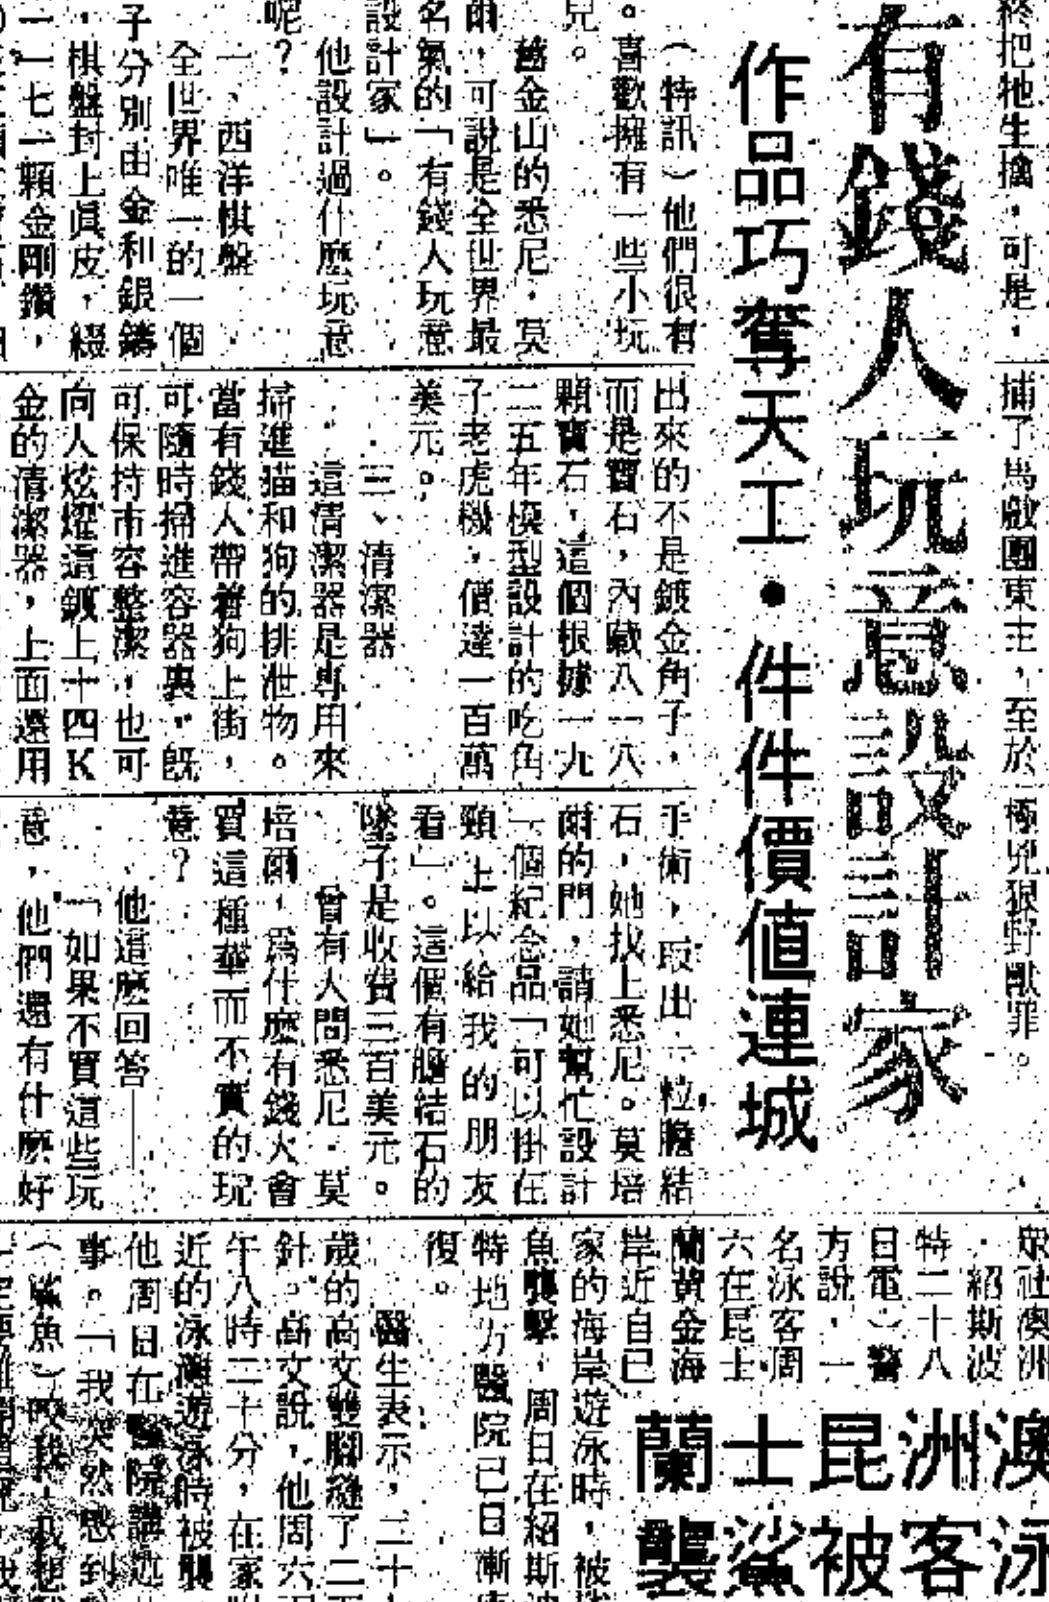 終把牠生擒，可是，
捕了馬戲團東主，至於
極兇狠野獸罪。
有錢人玩意設計家
作品巧奪天工·件件價值連城
（特訊）他們很有
。喜歡擁有一些小玩
兒。
舊金山的悉尼·莫
爾，可說是全世界最
名氣的「有錢人玩意
設計家」。
他設計過什麼玩意
呢？
一、西洋棋盤
全世界唯一的一個
子分別由金和銀鑄
，棋盤封上眞皮，綴
一一七一顆金剛鑽，
出來的不是鍍金角子，
而是寶石，內藏八一八
顆寶石，這個根據一九
二五年模型設計的吃角
子老虎機，價達一百萬
美元。
三、清潔器
這清潔器是專用來
掃進猫和狗的排泄物。
當有錢人帶着狗上街，
可隨時掃進容器裏，旣
可保持市容整潔，也可
向人炫燿這鍍上十四K
金的清潔器，上面還用
手術，取出一粒膽結
石，她找上悉尼。莫培
爾的門，請她幫忙設計
一個紀念品「可以掛在
頸上以給我的朋友
看」。這個有膽結石的
墜子是收費三百美元。
曾有人問悉尼·莫
培爾，爲什麼有錢人會
買這種華而不實的玩
意？
他這麽回答——
「如果不買這些玩
意，他們還有什麽好
澳洲昆士蘭
泳客被鯊襲
衆社澳洲
·紹斯波
特二十八
日電）警
方說，一
名泳客周
六在昆士
蘭黃金海
岸近自己
家的海岸遊泳時，被
魚襲擊，周日在紹斯
特地方醫院已日漸
復。
醫生表示，二十
歲的高文雙腳縫了二
針。高文說，他周六
午八時二十分，在家
近的泳灘遊泳時被襲
他周日在醫院講述
事。「我突然感到
（鯊魚）咬我，我想